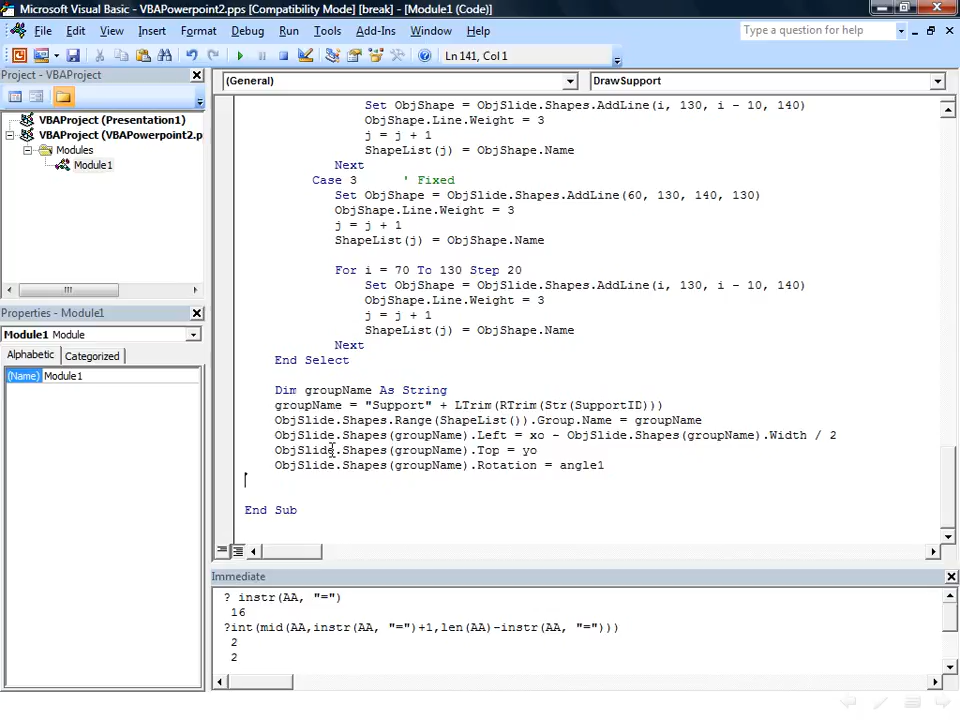 Microsoft Visual Basic - VBAPowerpoint2.pps [Compatibility Mode] [break] - [Module1 (Code)]
File Edit View Insert Format Debug Run Tools Add-Ins Window Help
Type a question for help
Ln 141, Col 1
Project - VBAProject
(General)
DrawSupport
VBAProject (Presentation1)
VBAProject (VBAPowerpoint2.p
Modules
Module1
Properties - Module1
Module1 Module
Alphabetic Categorized
(Name) Module1
Set ObjShape = ObjSlide.Shapes.AddLine(i, 130, i - 10, 140)
ObjShape.Line.Weight = 3
j = j + 1
ShapeList(j) = ObjShape.Name
Next
Case 3 ' Fixed
Set ObjShape = ObjSlide.Shapes.AddLine(60, 130, 140, 130)
ObjShape.Line.Weight = 3
j = j + 1
ShapeList(j) = ObjShape.Name
For i = 70 To 130 Step 20
Set ObjShape = ObjSlide.Shapes.AddLine(i, 130, i - 10, 140)
ObjShape.Line.Weight = 3
j = j + 1
ShapeList(j) = ObjShape.Name
Next
End Select
Dim groupName As String
groupName = "Support" + LTrim(RTrim(Str(SupportID)))
ObjSlide.Shapes.Range(ShapeList()).Group.Name = groupName
ObjSlide.Shapes(groupName).Left = xo - ObjSlide.Shapes(groupName).Width / 2
ObjSlide.Shapes(groupName).Top = yo
ObjSlide.Shapes(groupName).Rotation = angle1
End Sub
Immediate
? instr(AA, "=")
16
?int(mid(AA,instr(AA, "=")+1,len(AA)-instr(AA, "=")))
2
2